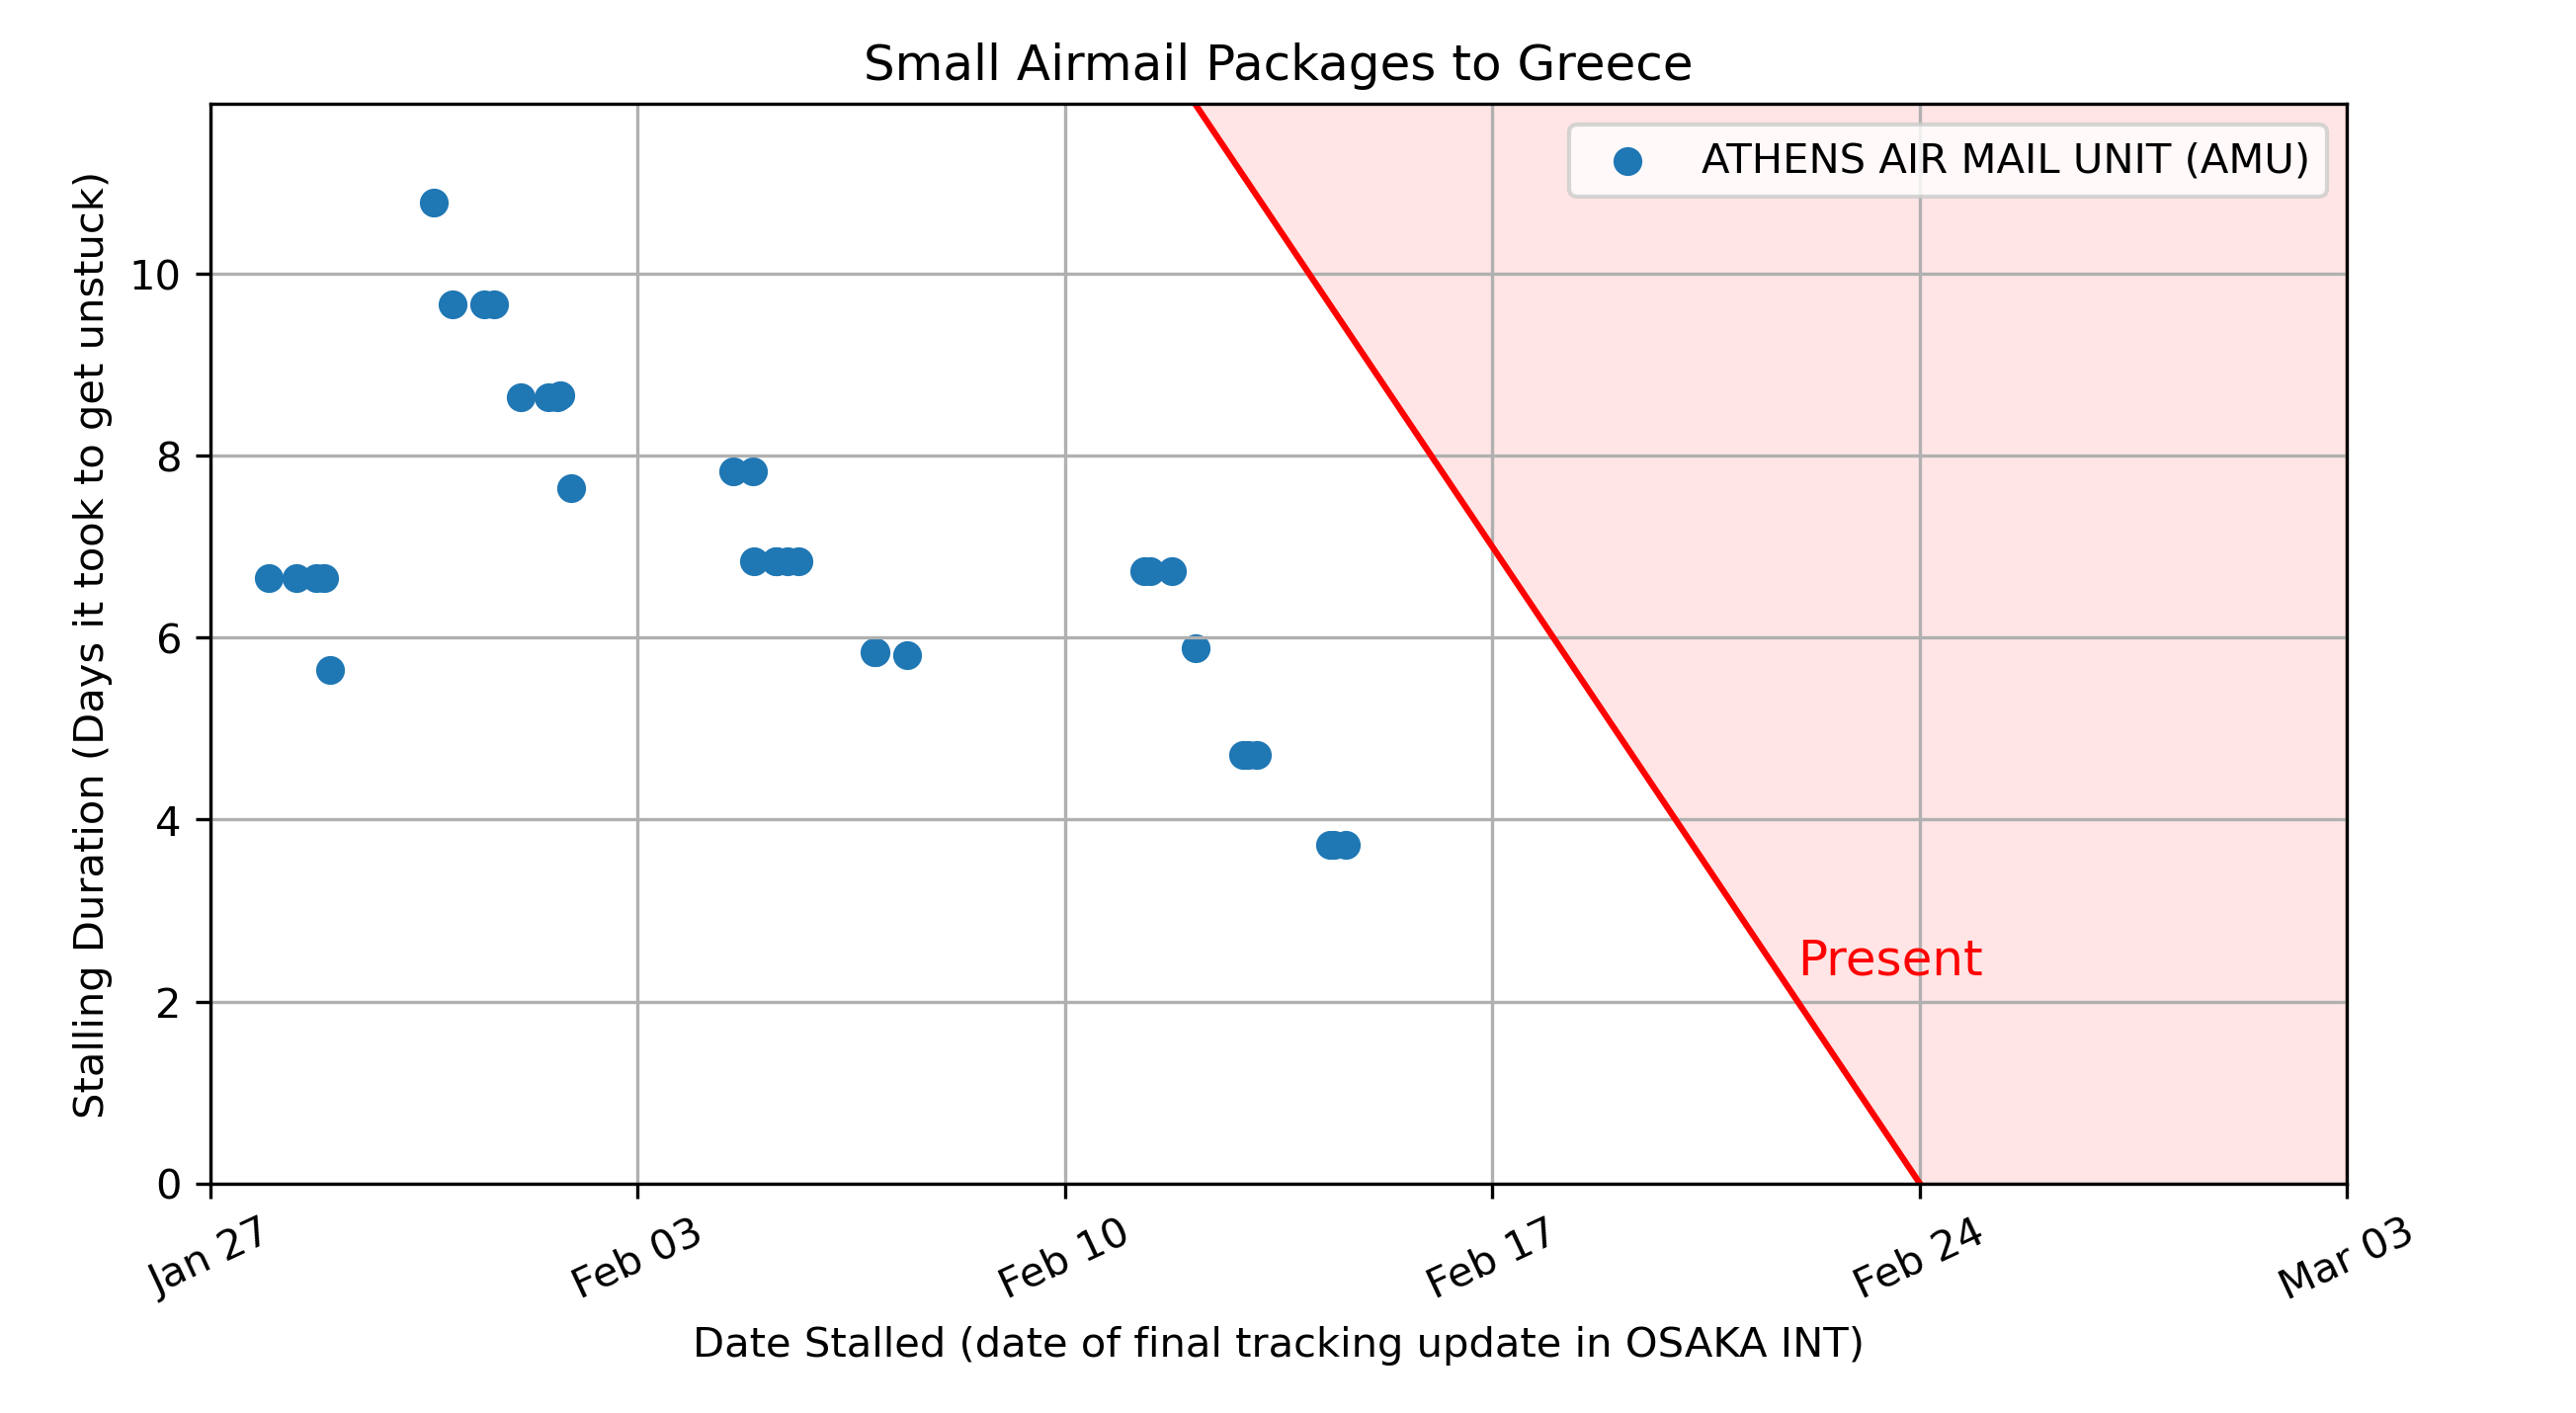 Small Airmail Packages to Greece
ATHENS AIR MAIL UNIT (AMU)
Stalling Duration (Days it took to get unstuck)
10
8
6
4
2
0
Present
Jan 27
Feb 03
Feb 10
Feb 17
Feb 24
Mar 03
Date Stalled (date of final tracking update in OSAKA INT)